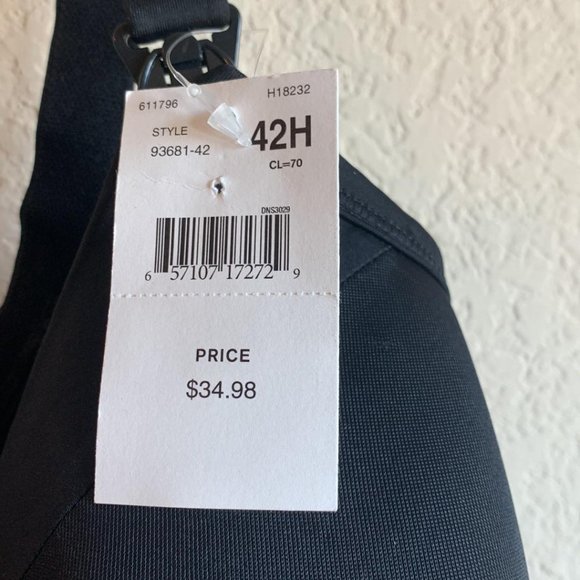 611796 H18232
STYLE 42H
93681-42 CL=70
DNS3029
6 57107 17272 9
PRICE
$34.98